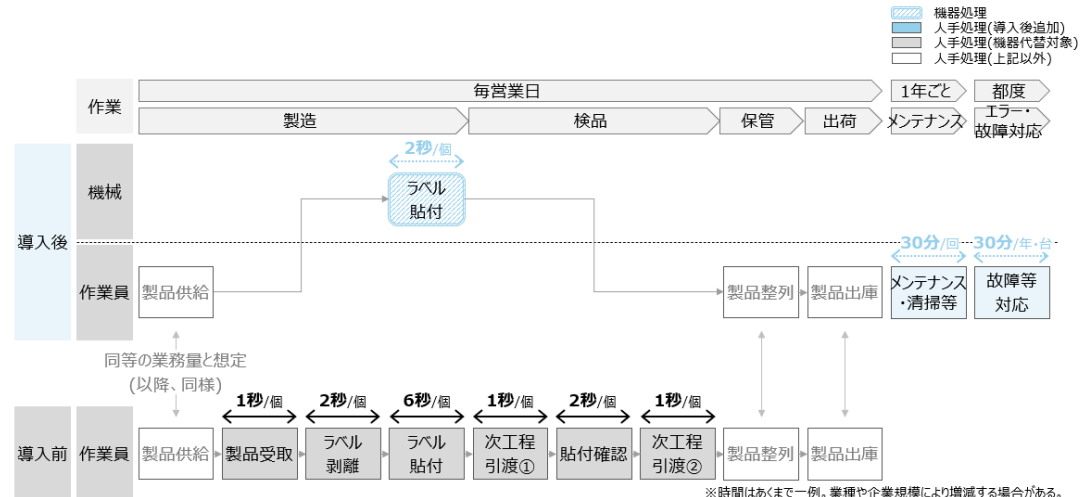 機器処理
人手処理(導入後追加)
人手処理(機器代替対象)
人手処理(上記以外)
作業
毎営業日
1年ごと
都度
製造
検品
保管
出荷
メンテナンス
エラー・
故障対応
導入後
機械
2秒/個
ラベル
貼付
作業員
製品供給
製品整列
製品出庫
30分/回
メンテナンス
・清掃等
30分/年・台
故障等
対応
同等の業務量と想定
(以降、同様)
導入前
作業員
製品供給
1秒/個
製品受取
2秒/個
ラベル
剥離
6秒/個
ラベル
貼付
1秒/個
次工程
引渡①
2秒/個
貼付確認
1秒/個
次工程
引渡②
製品整列
製品出庫
※時間はあくまで一例。業種や企業規模により増減する場合がある。